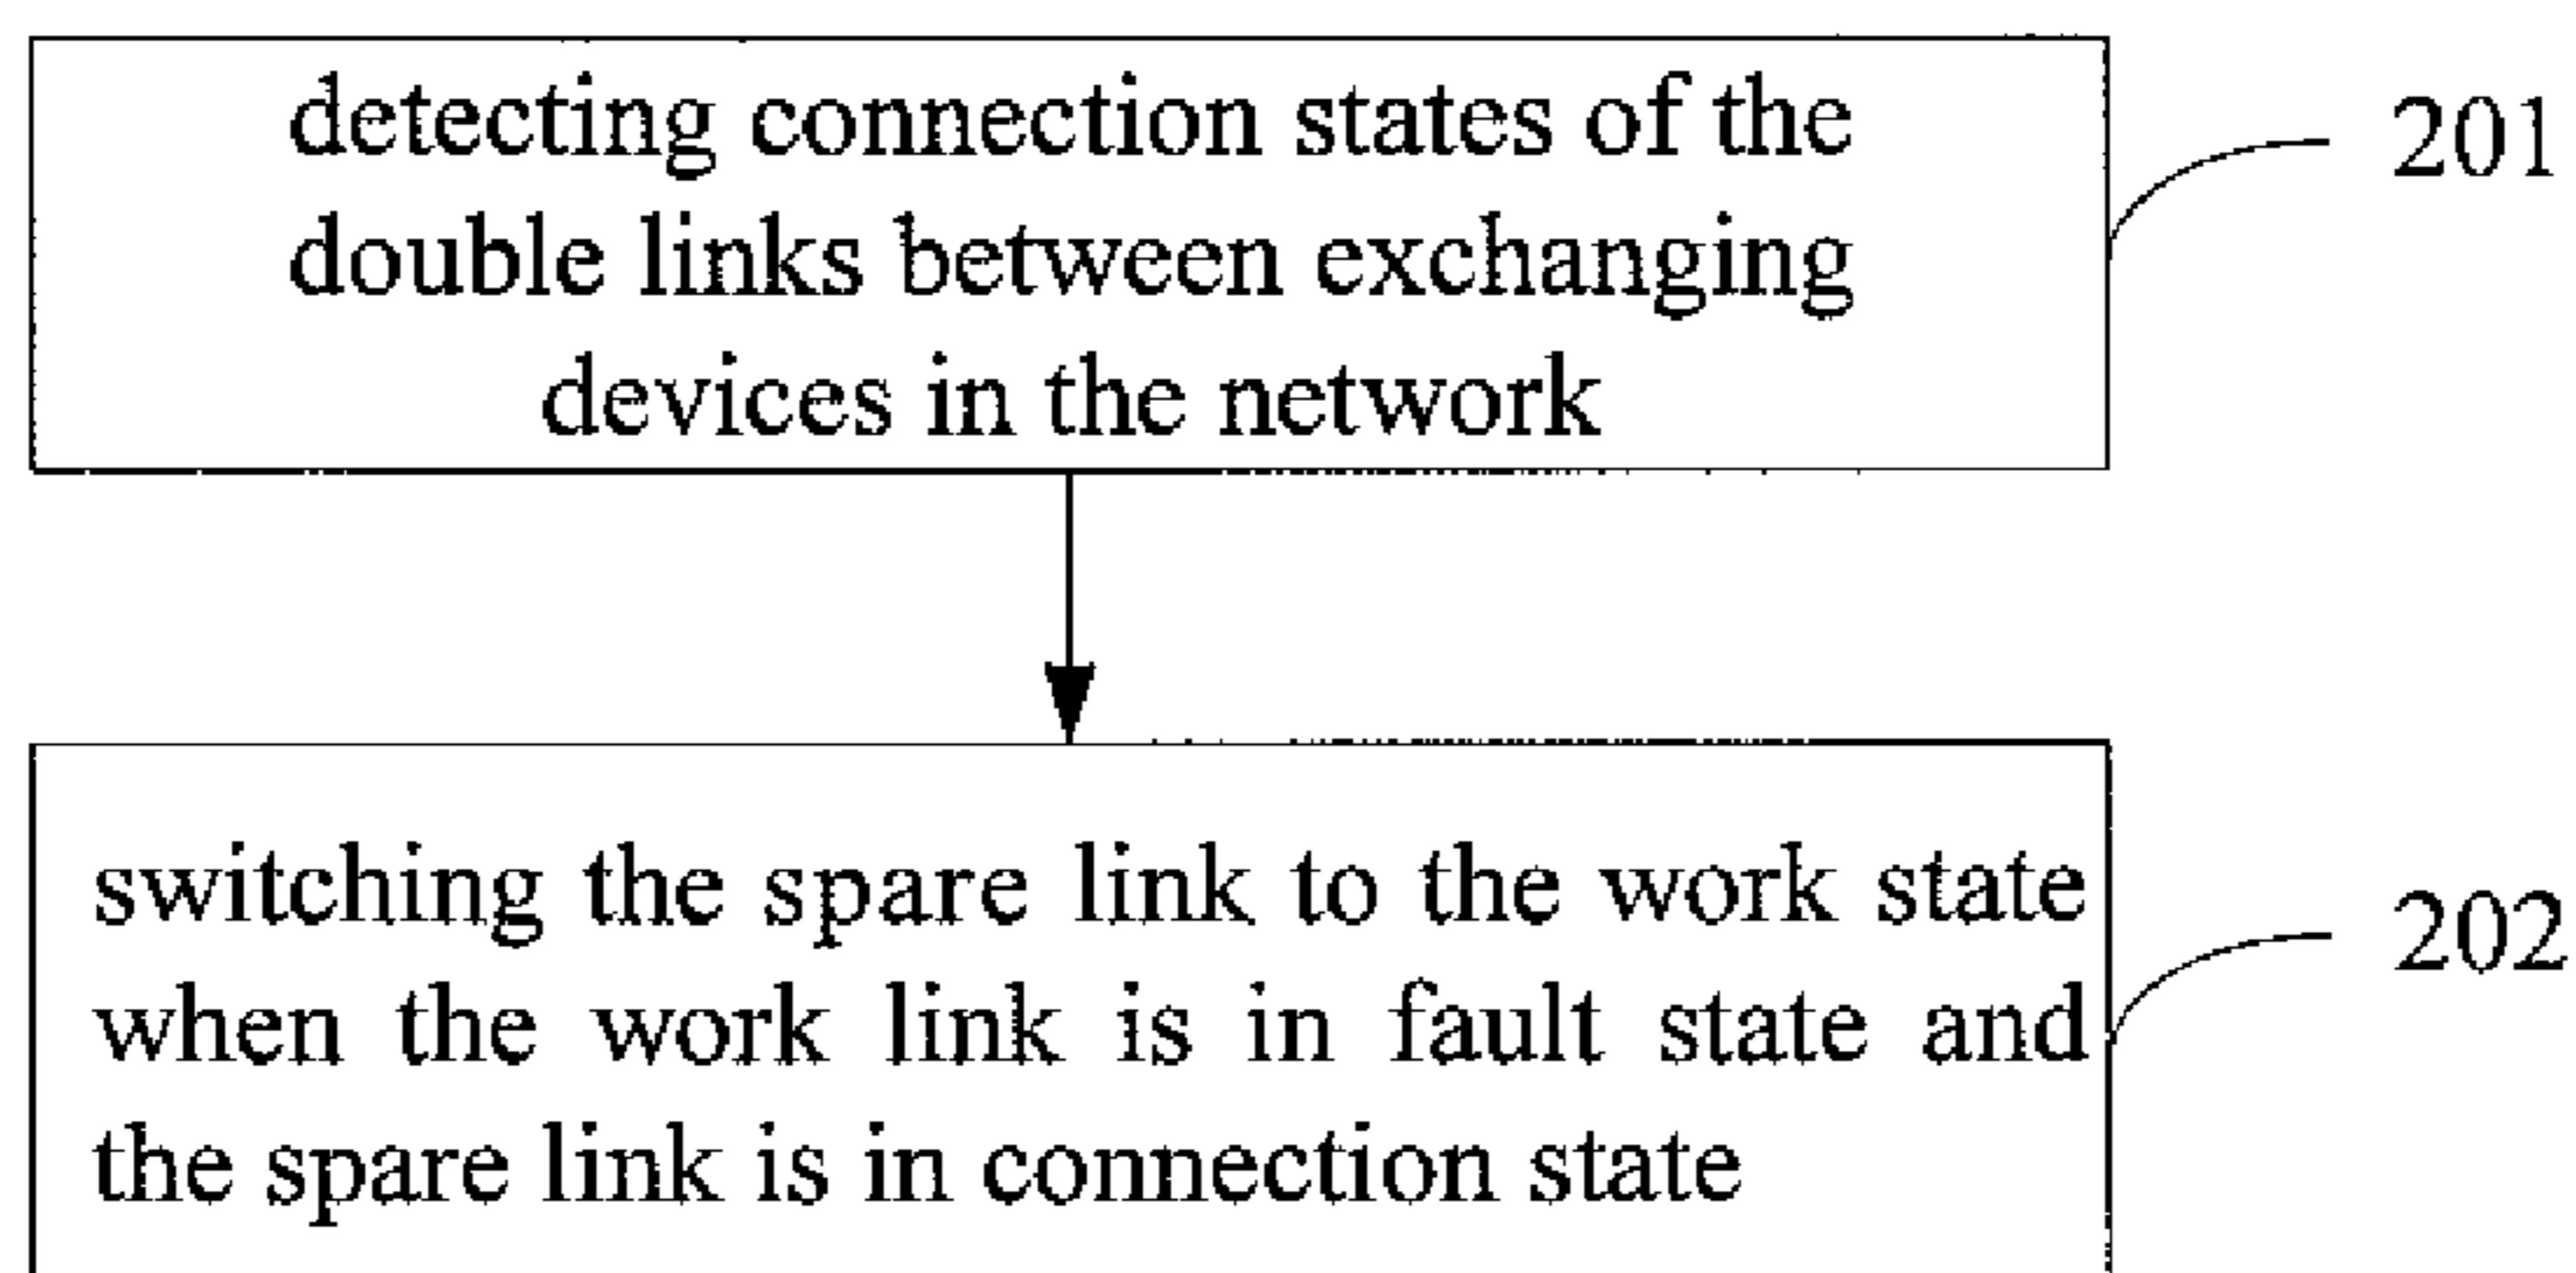 detecting connection states of the
double links between exchanging
devices in the network
201
switching the spare link to the work state
when the work link is in fault state and
the spare link is in connection state
202